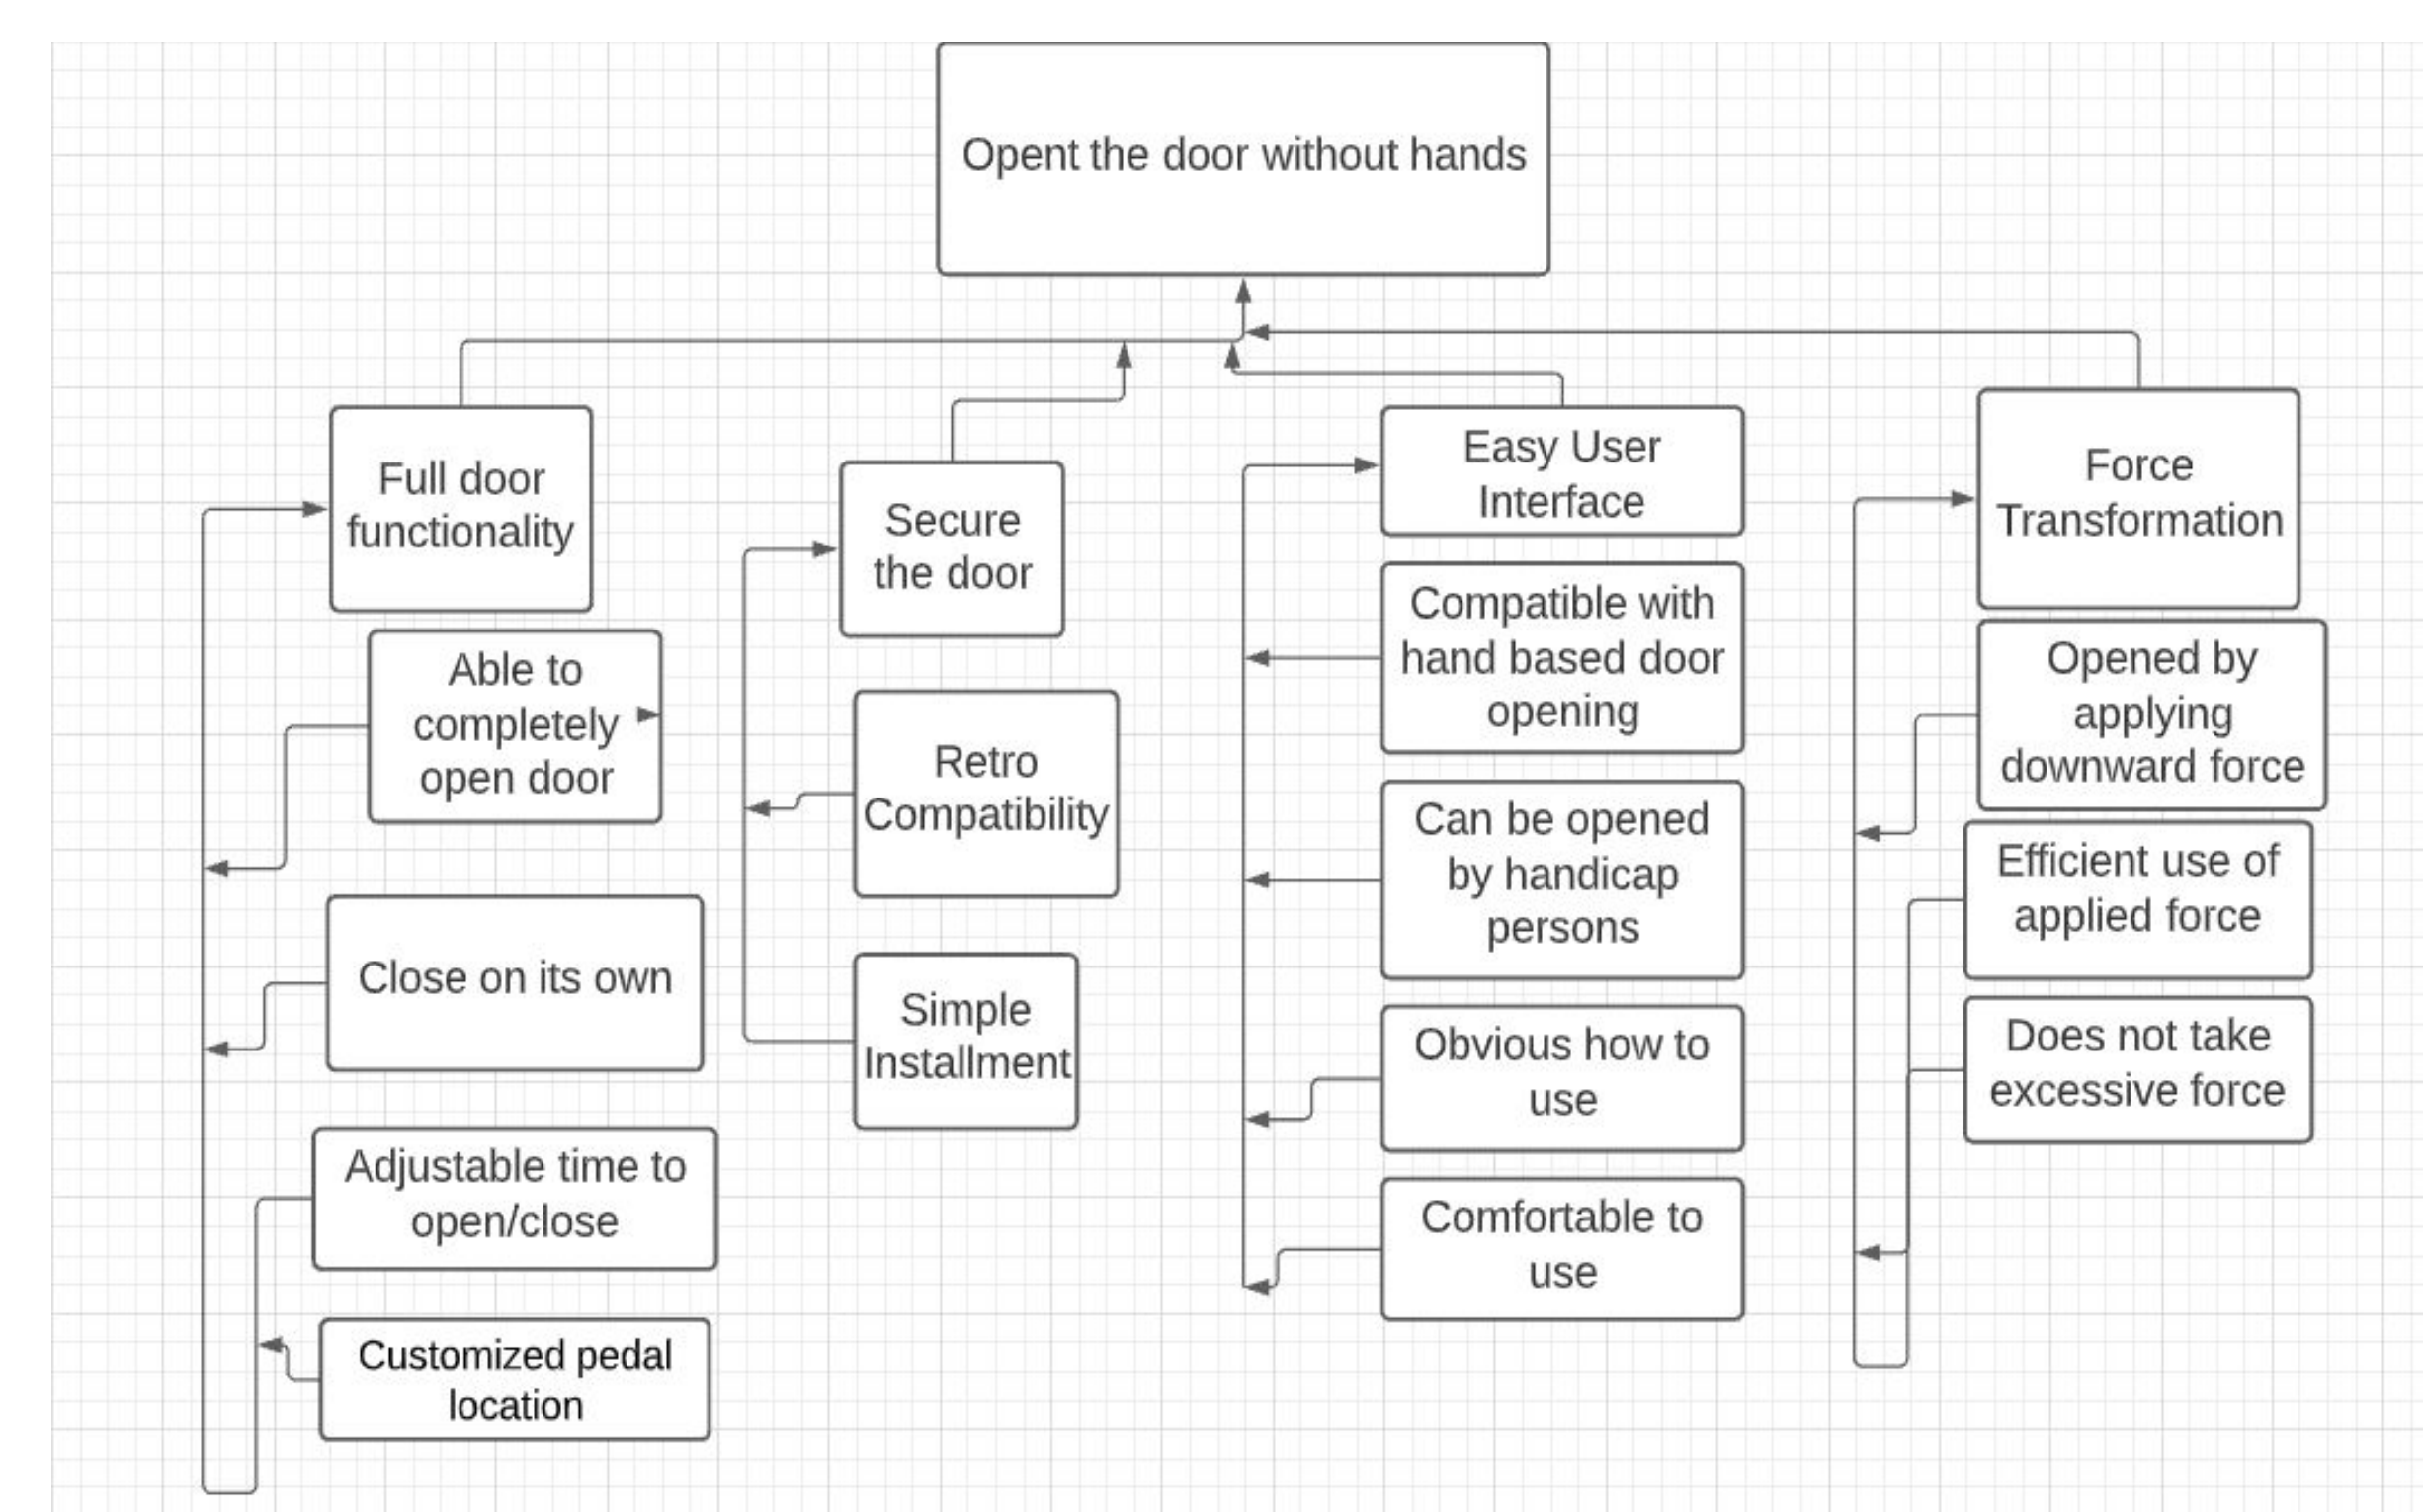 Opent the door without hands
Full door
functionality
Able to
completely
open door
Close on its own
Adjustable time to
open/close
Customized pedal
location
Secure
the door
Retro
Compatibility
Simple
Installment
Easy User
Interface
Compatible with
hand based door
opening
Can be opened
by handicap
persons
Obvious how to
use
Comfortable to
use
Force
Transformation
Opened by
applying
downward force
Efficient use of
applied force
Does not take
excessive force